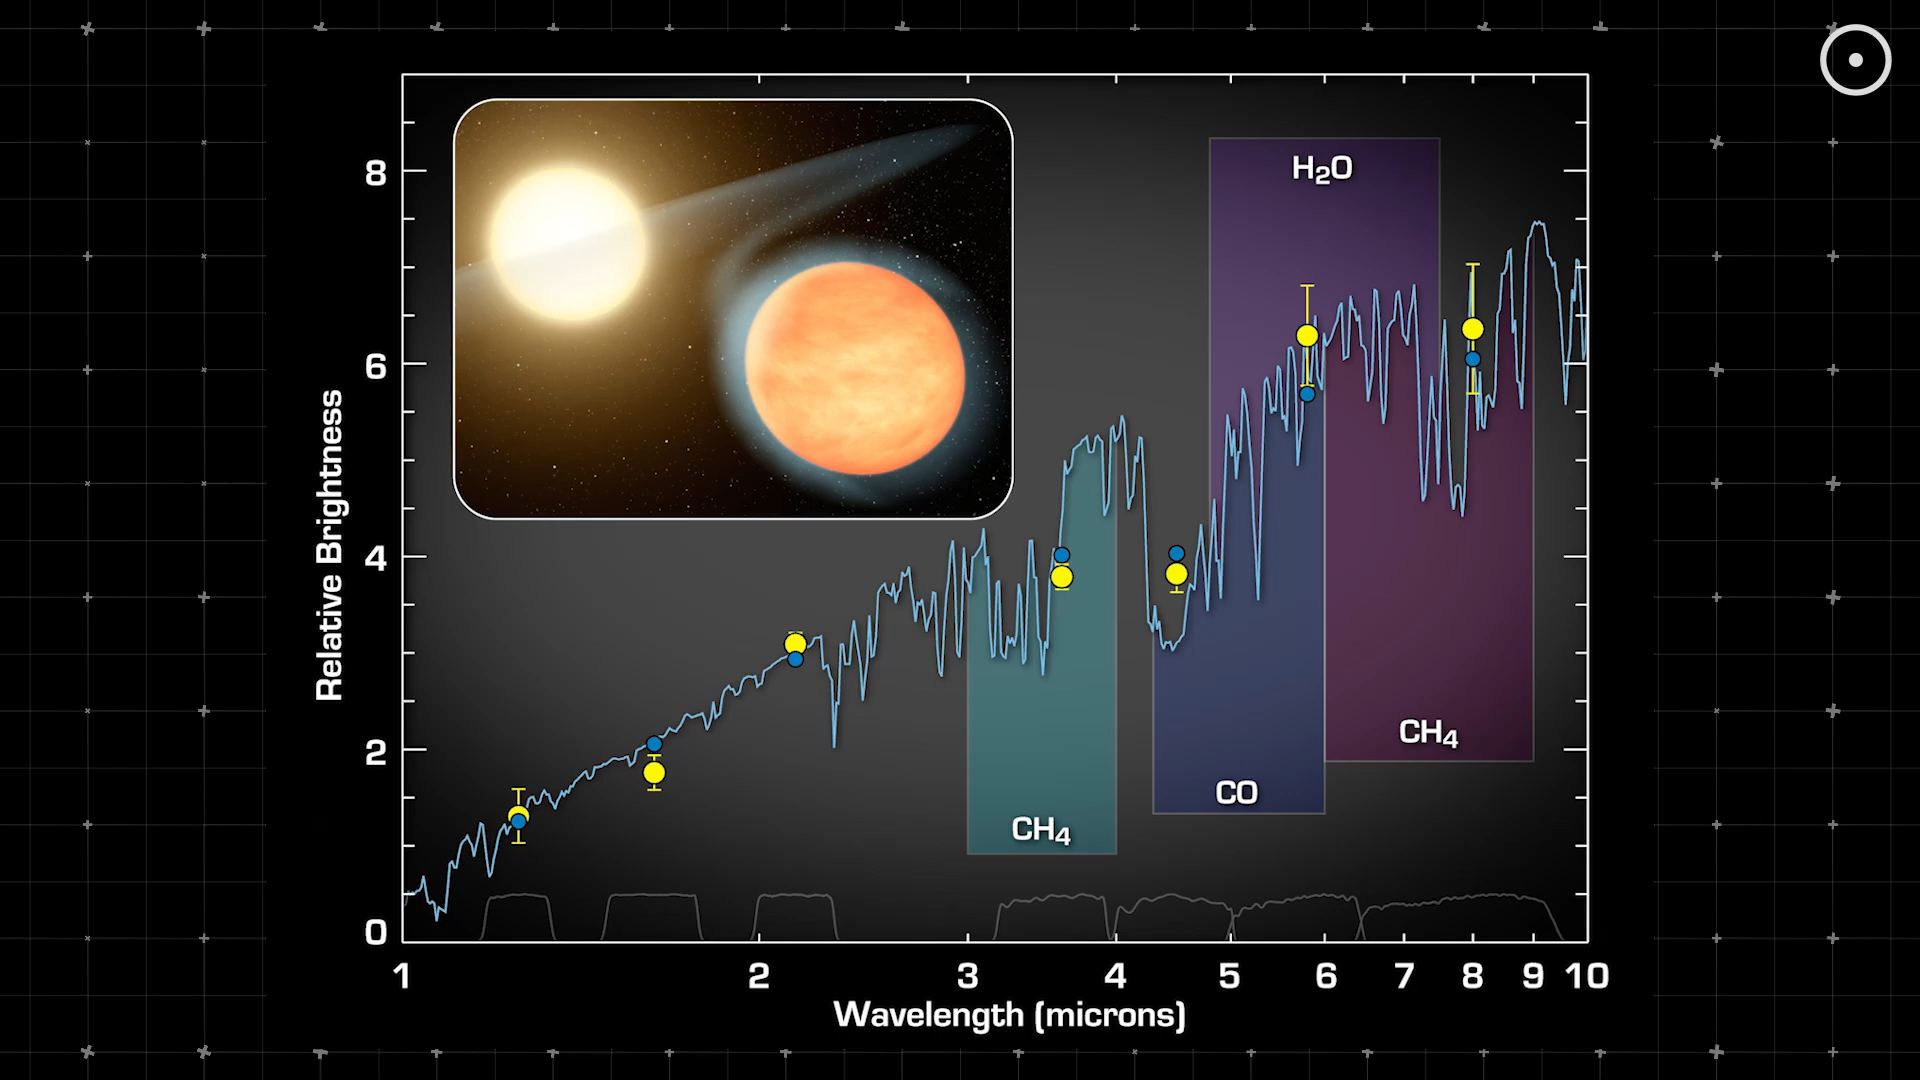 H₂O
8
6
Relative Brightness
4
2
CH₄
CO
CH₄
0
1 2 3 4 5 6 7 8 9 10
Wavelength (microns)